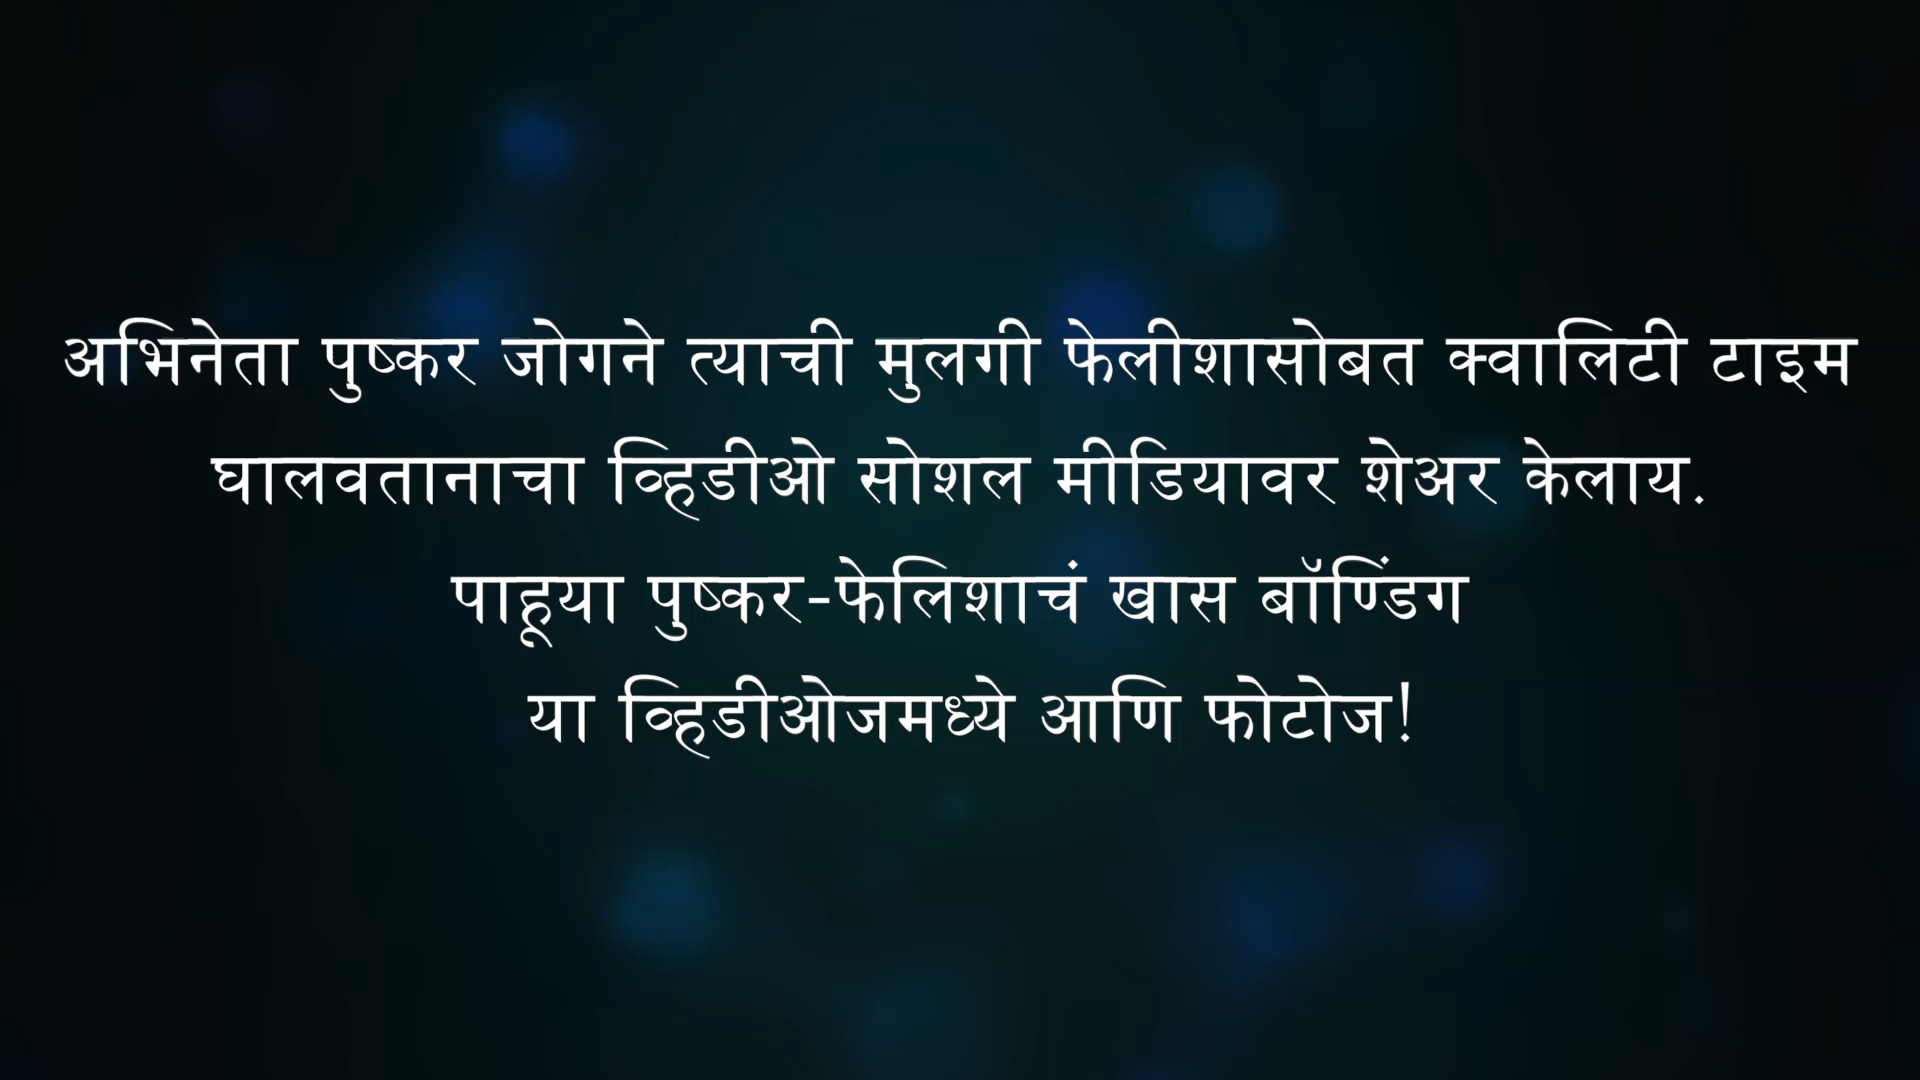 अभिनेता पुष्कर जोगने त्याची मुलगी फेलीशासोबत क्वालिटी टाइम
घालवतानाचा व्हिडीओ सोशल मीडियावर शेअर केलाय.
पाहूया पुष्कर-फेलिशाचं खास बॉण्डिंग
या व्हिडीओजमध्ये आणि फोटोज!